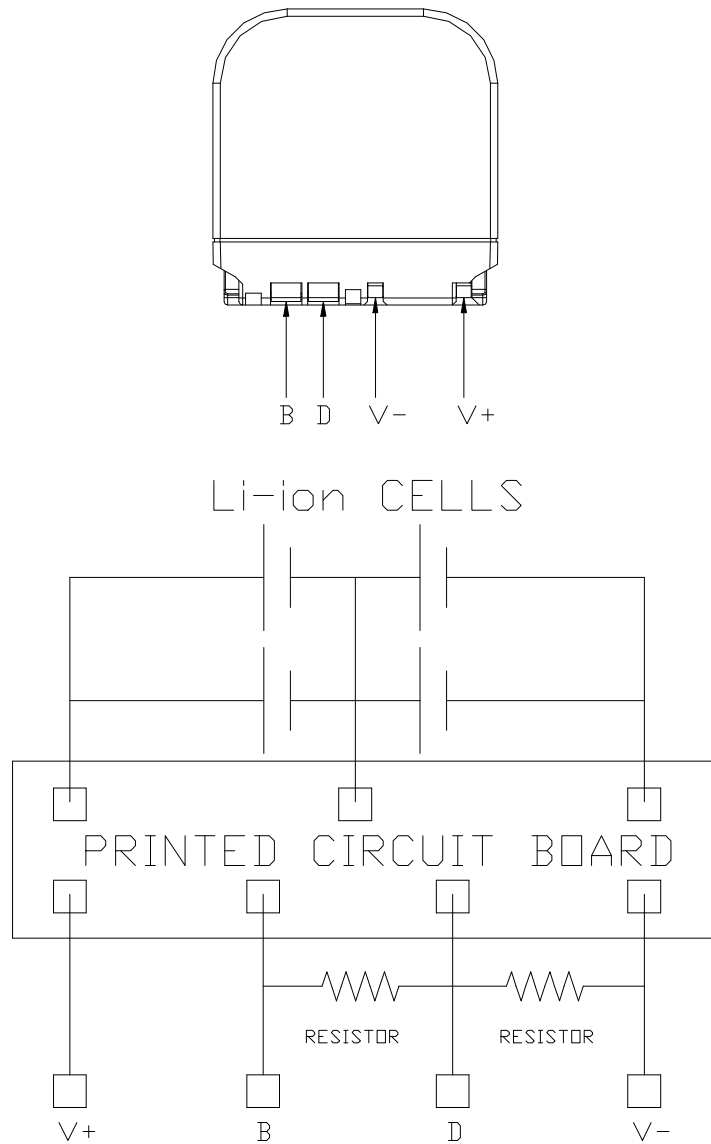 B D V- V+
Li-ion CELLS
PRINTED CIRCUIT BOARD
RESISTOR RESISTOR
V+ B D V-